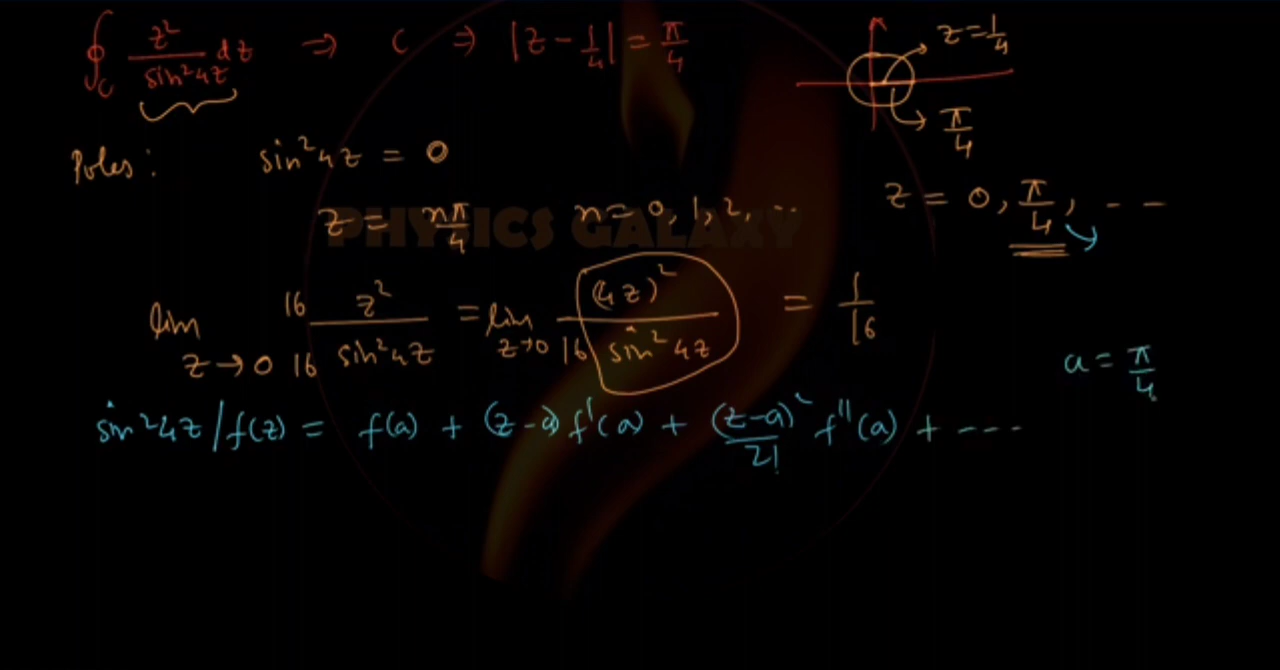 ∮_C z²/sin²4z dz ⇒ C ⇒ |z - 1/4| = π/4
z = 1/4
π/4
Poles : sin²4z = 0
z = nπ/4 n = 0, 1, 2, ..
z = 0, π/4, - - -
PHYSICS GALAXY
lim z→0 16/16 z²/sin²4z = lim z→0 (4z)²/16 sin²4z = 1/16
a = π/4
sin²4z / f(z) = f(a) + (z-a) f'(a) + (z-a)²/2! f''(a) + - - - -